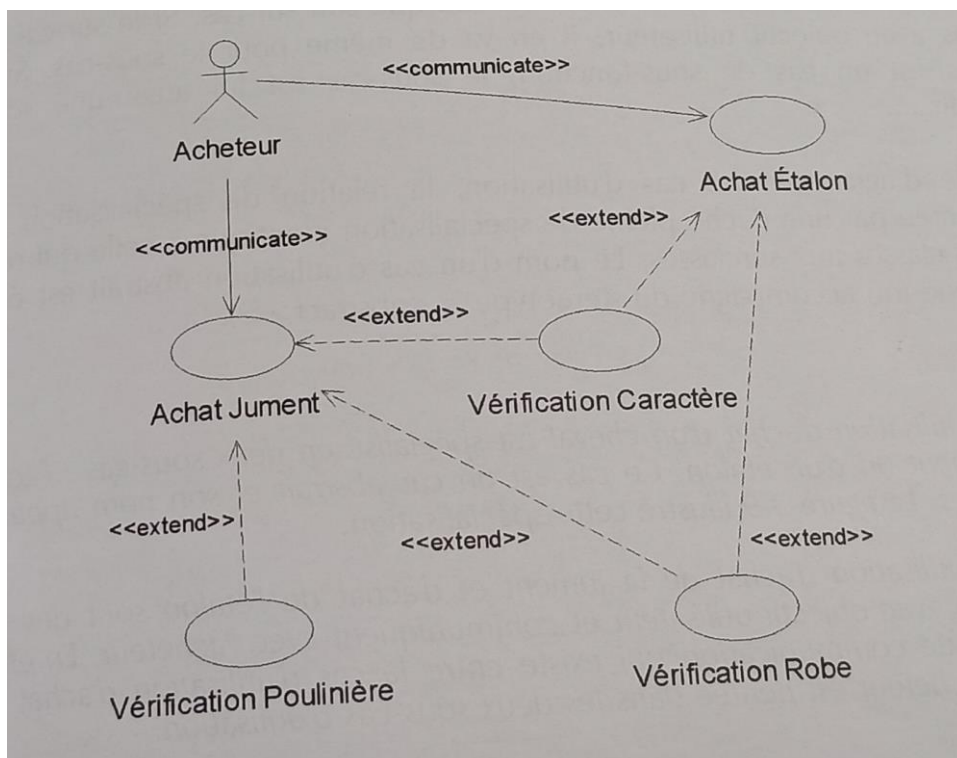 <<communicate>>
Acheteur
Achat Étalon
<<extend>>
<<communicate>>
<<extend>>
Achat Jument
Vérification Caractère
<<extend>>
<<extend>>
<<extend>>
Vérification Poulinière
Vérification Robe